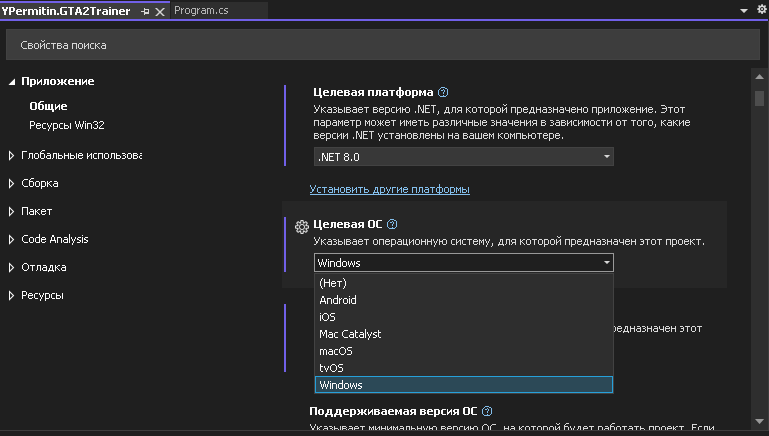 YPermitin.GTA2Trainer
Program.cs
Свойства поиска
Приложение
Общие
Ресурсы Win32
Глобальные использова
Сборка
Пакет
Code Analysis
Отладка
Ресурсы
Целевая платформа
Указывает версию .NET, для которой предназначено приложение. Этот
параметр может иметь различные значения в зависимости от того, какие
версии .NET установлены на вашем компьютере.
.NET 8.0
Установить другие платформы
Целевая ОС
Указывает операционную систему, для которой предназначен этот проект.
Windows
(Нет)
Android
iOS
Mac Catalyst
macOS
tvOS
Windows
редназначен этот
Поддерживаемая версия ОС
Указывает минимальную версию ОС, на которой будет работать проект. Если